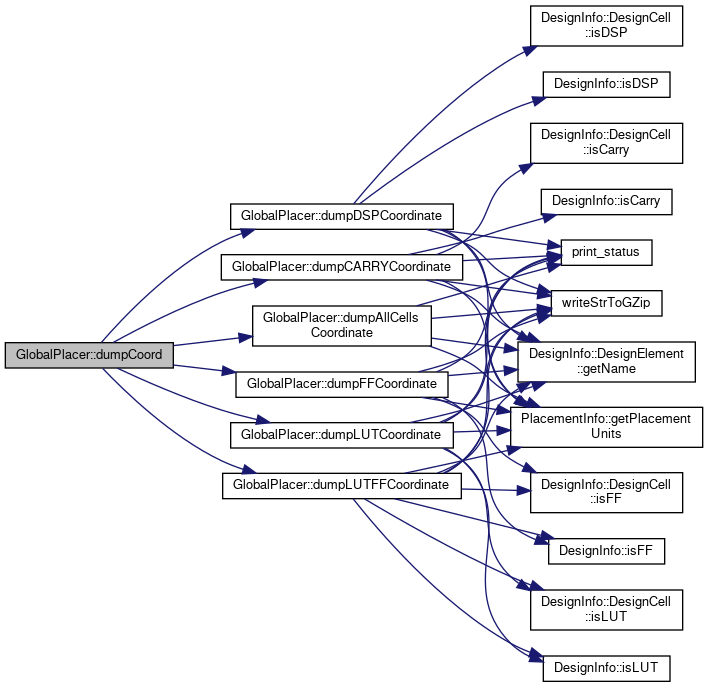 GlobalPlacer::dumpCoord
GlobalPlacer::dumpDSPCoordinate
GlobalPlacer::dumpCARRYCoordinate
GlobalPlacer::dumpAllCells
Coordinate
GlobalPlacer::dumpFFCoordinate
GlobalPlacer::dumpLUTCoordinate
GlobalPlacer::dumpLUTFFCoordinate
DesignInfo::DesignCell
::isDSP
DesignInfo::isDSP
DesignInfo::DesignCell
::isCarry
DesignInfo::isCarry
print_status
writeStrToGZip
DesignInfo::DesignElement
::getName
PlacementInfo::getPlacement
Units
DesignInfo::DesignCell
::isFF
DesignInfo::isFF
DesignInfo::DesignCell
::isLUT
DesignInfo::isLUT